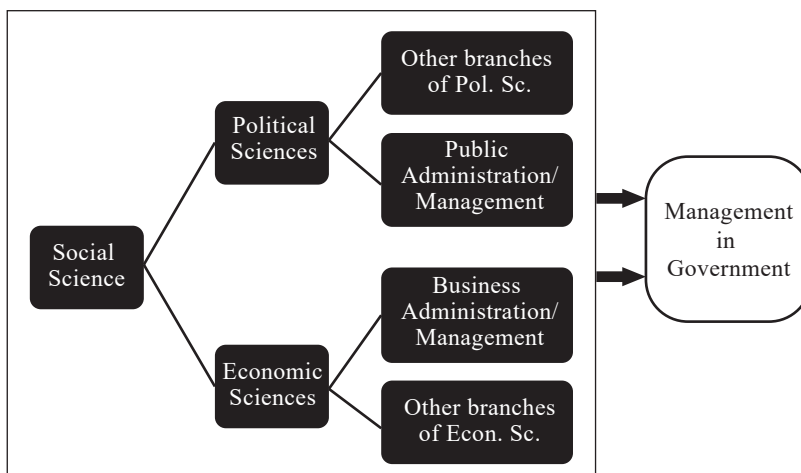 Other branches
of Pol. Sc.
Political
Sciences
Public
Administration/
Management
Social
Science
Management
in
Government
Business
Administration/
Management
Economic
Sciences
Other branches
of Econ. Sc.